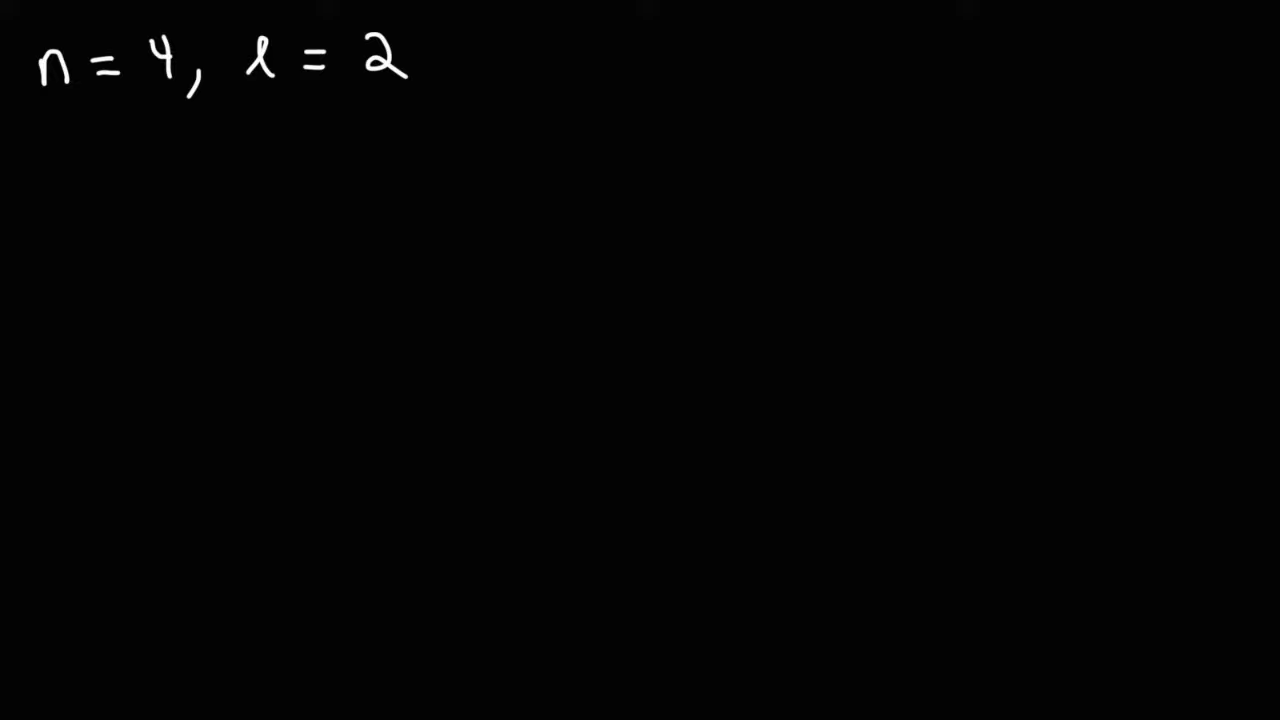 n = 4, l = 2